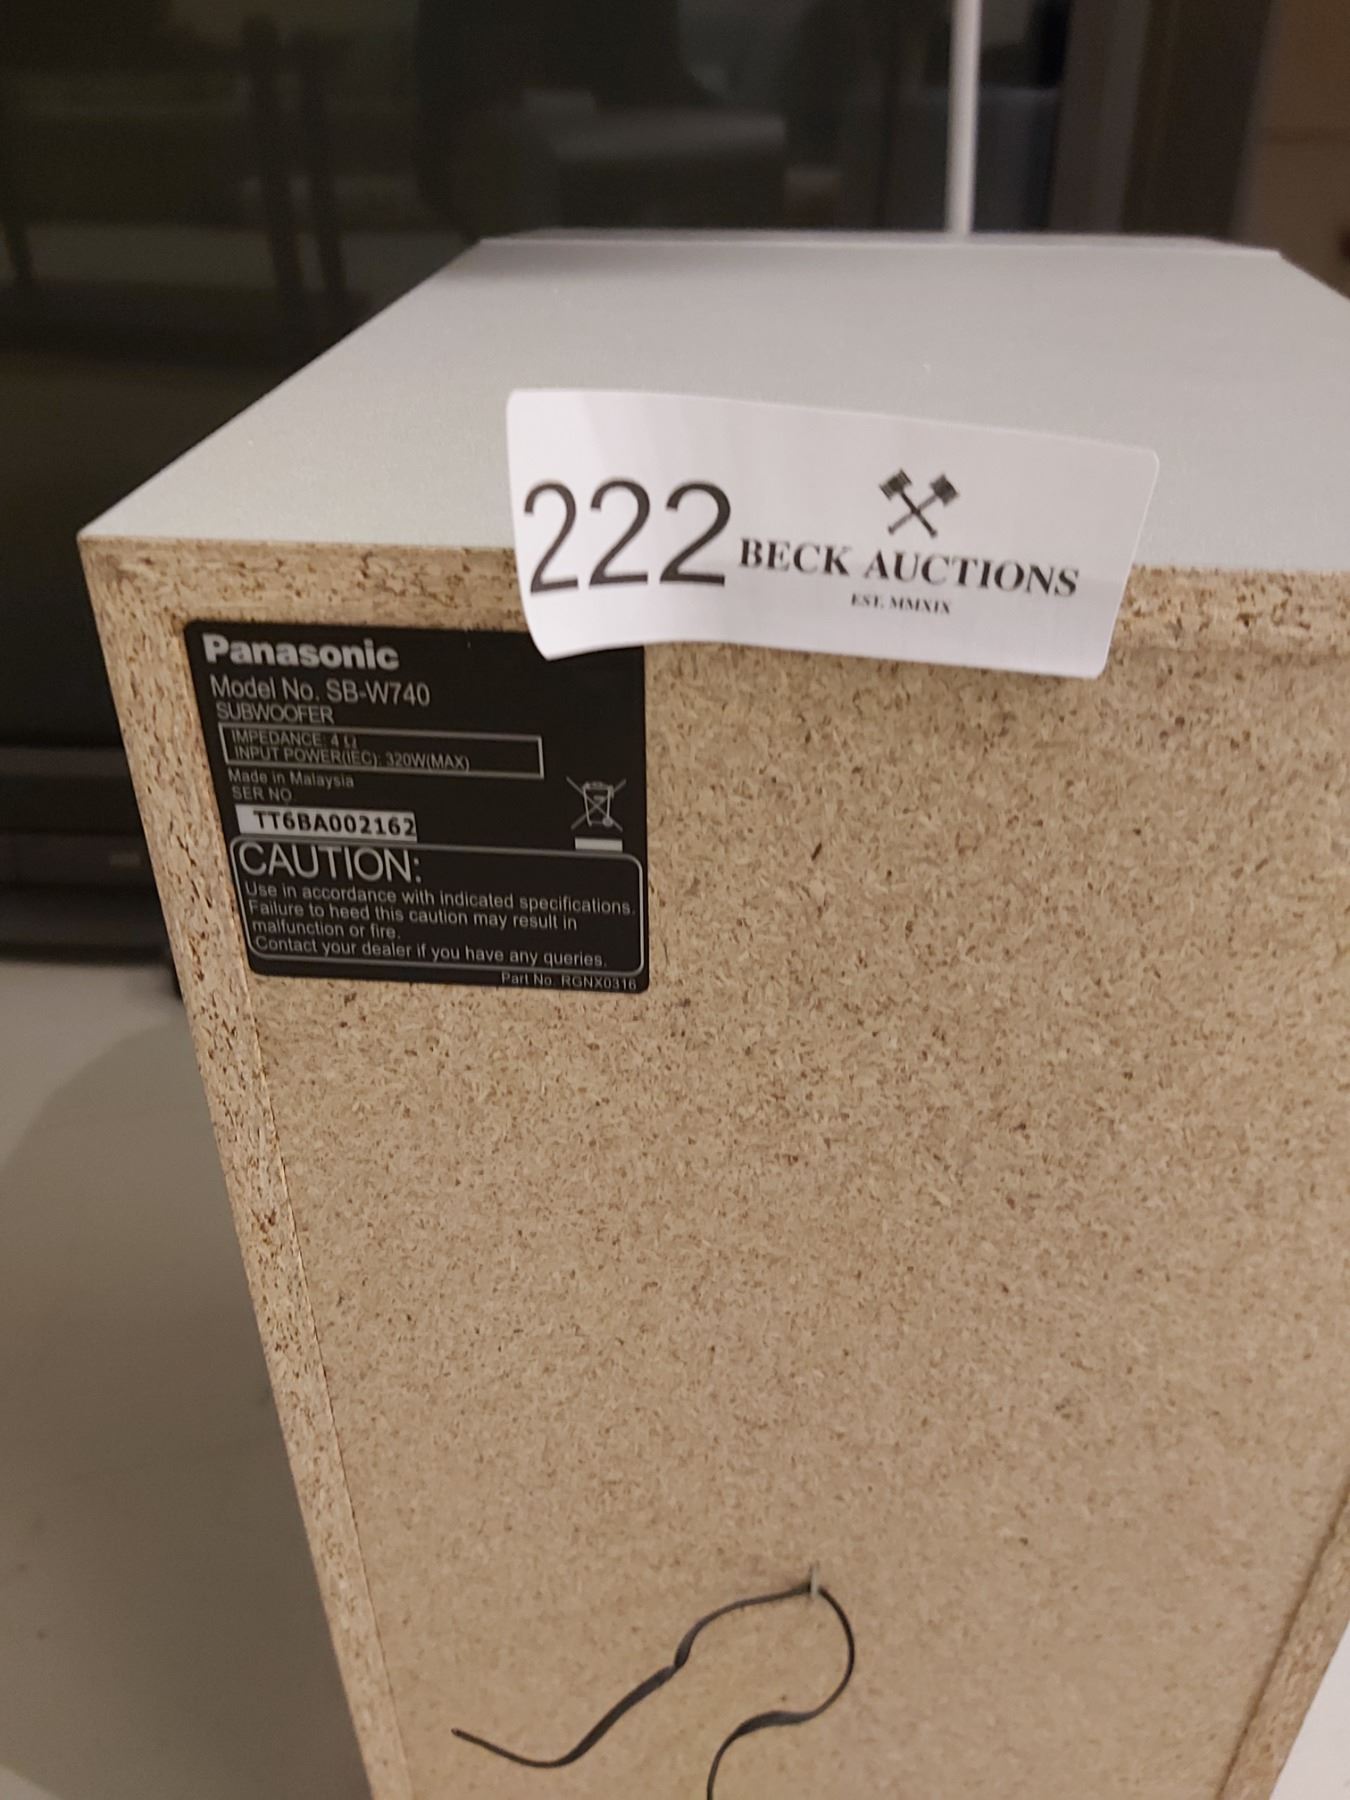 222
BECK AUCTIONS
EST. MMXIX
Panasonic
Model No. SB-W740
SUBWOOFER
IMPEDANCE: 4 Ω
INPUT POWER(IEC): 320W(MAX)
Made in Malaysia
SER NO.
TT6BA002162
CAUTION:
Use in accordance with indicated specifications.
Failure to heed this caution may result in
malfunction or fire.
Contact your dealer if you have any queries.
Part No. RGNX0316